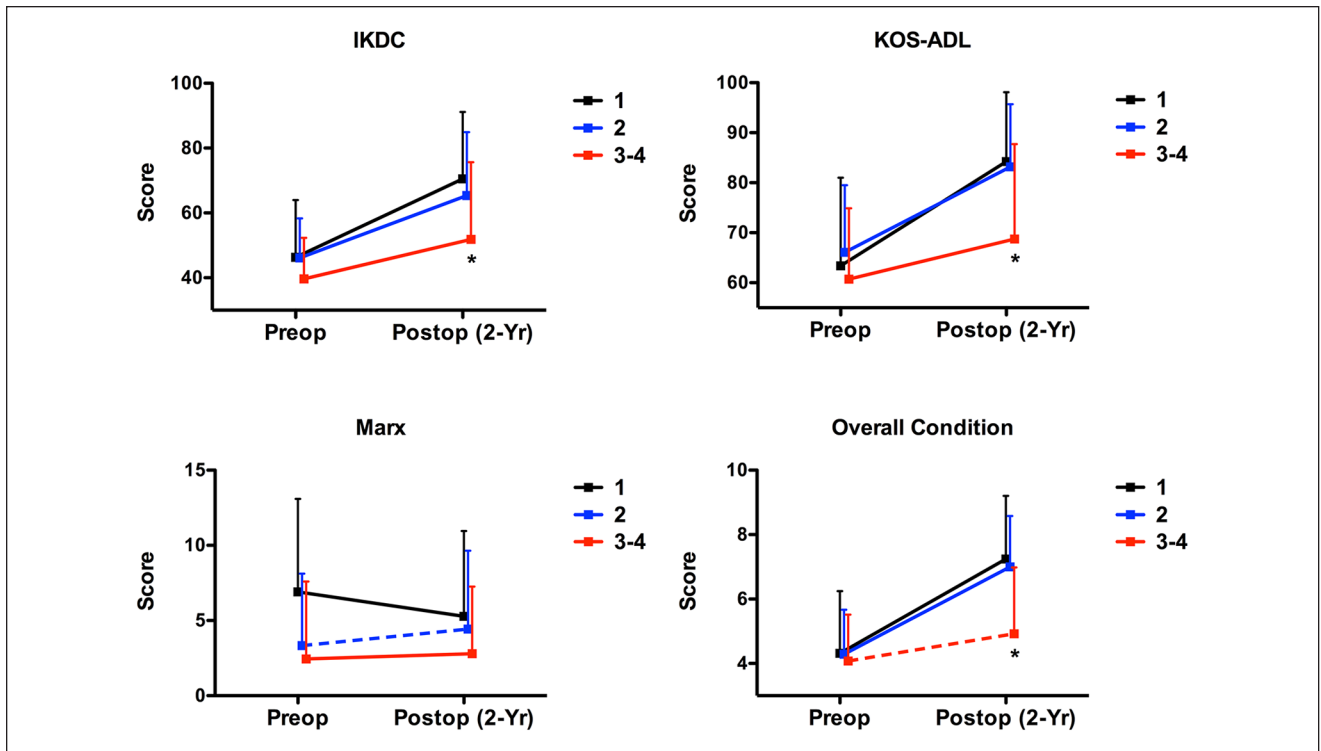 IKDC
100
80
60
40
Score
Preop
Postop (2-Yr)
1
2
3-4
*
KOS-ADL
100
90
80
70
60
Score
Preop
Postop (2-Yr)
1
2
3-4
*
Marx
15
10
5
0
Score
Preop
Postop (2-Yr)
1
2
3-4
Overall Condition
10
8
6
4
Score
Preop
Postop (2-Yr)
1
2
3-4
*